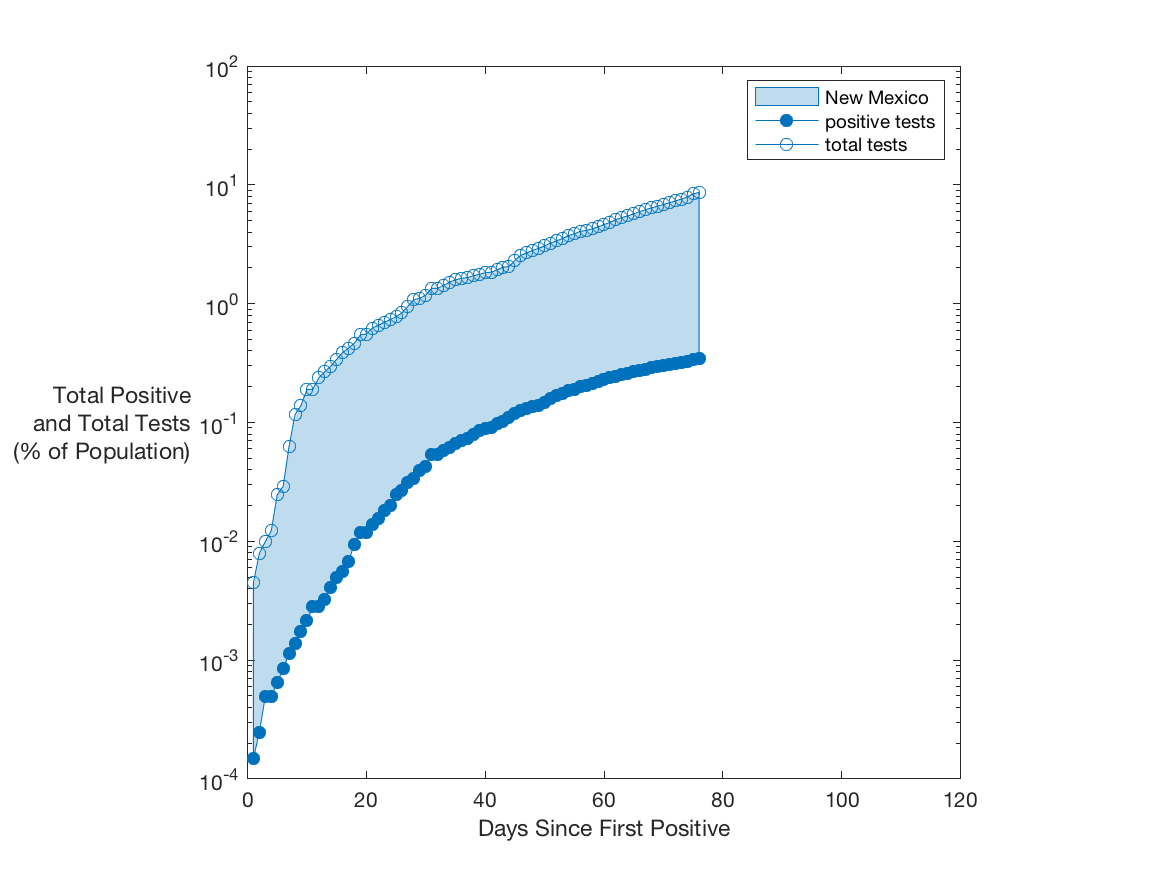 10^2
10^1
10^0
10^-1
10^-2
10^-3
10^-4
Total Positive
and Total Tests
(% of Population)
New Mexico
positive tests
total tests
0 20 40 60 80 100 120
Days Since First Positive